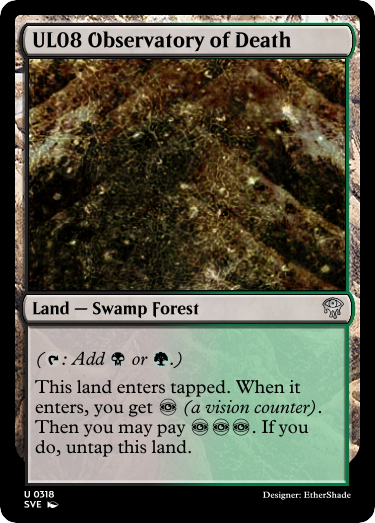 UL08 Observatory of Death
Land — Swamp Forest
(: Add or .)
This land enters tapped. When it
enters, you get (a vision counter).
Then you may pay . If you
do, untap this land.
U 0318
SVE
Designer: EtherShade